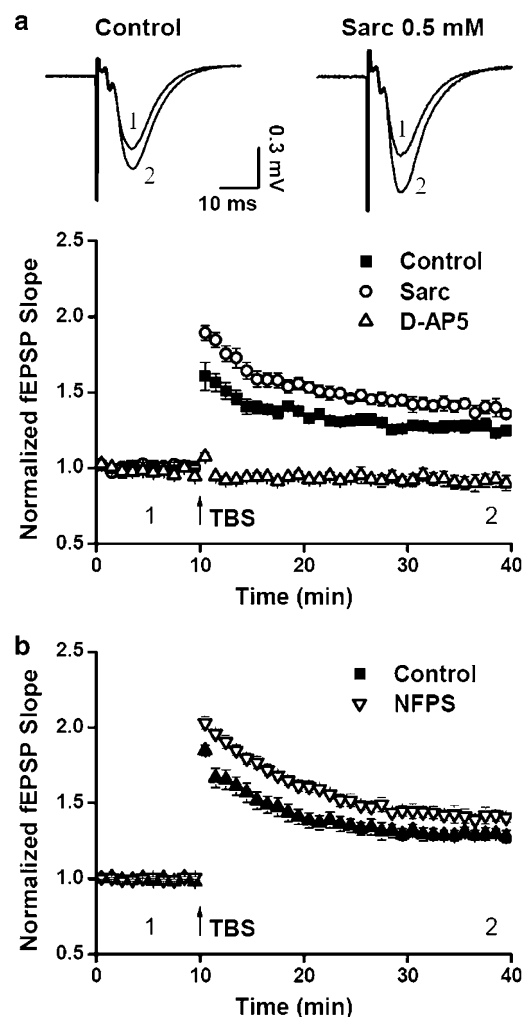 a
Control
Sarc 0.5 mM
1
2
0.3 mV
10 ms
1
2
Normalized fEPSP Slope
2.5
2.0
1.5
1.0
0.5
Control
Sarc
D-AP5
1
TBS
2
0
10
20
30
40
Time (min)
b
Normalized fEPSP Slope
2.5
2.0
1.5
1.0
0.5
Control
NFPS
1
TBS
2
0
10
20
30
40
Time (min)